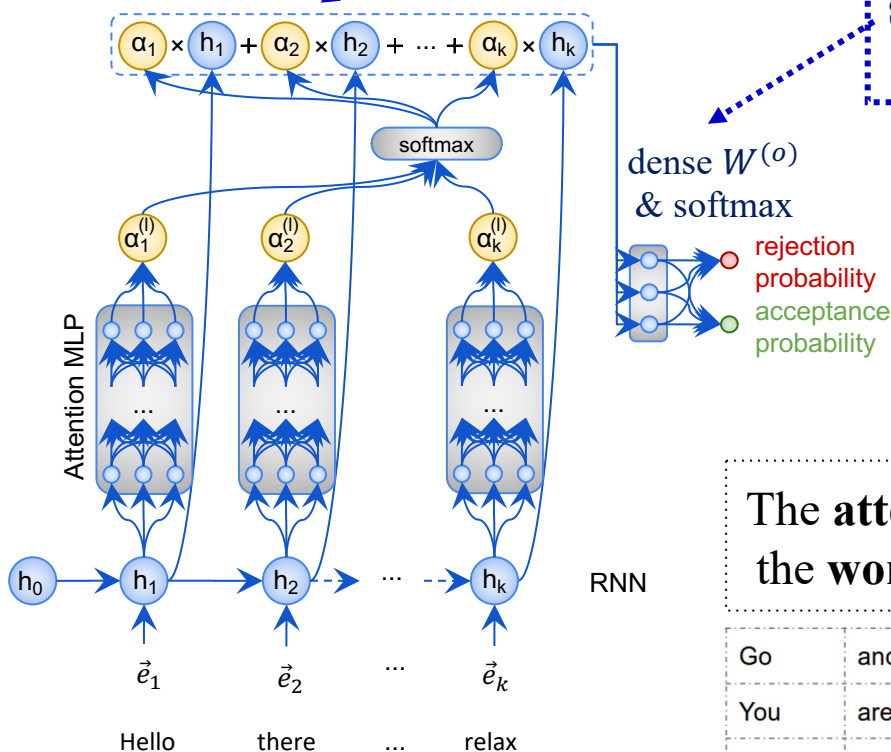 α₁ × h₁ + α₂ × h₂ + ... + αₖ × hₖ
softmax
dense W⁽ᵒ⁾
& softmax
α₁⁽ˡ⁾ α₂⁽ˡ⁾ αₖ⁽ˡ⁾
rejection
probability
acceptance
probability
Attention MLP
... ... ...
h₀ h₁ h₂ ... hₖ RNN
e⃗₁ e⃗₂ ... e⃗ₖ
Hello there ... relax
The
the
Go
You are